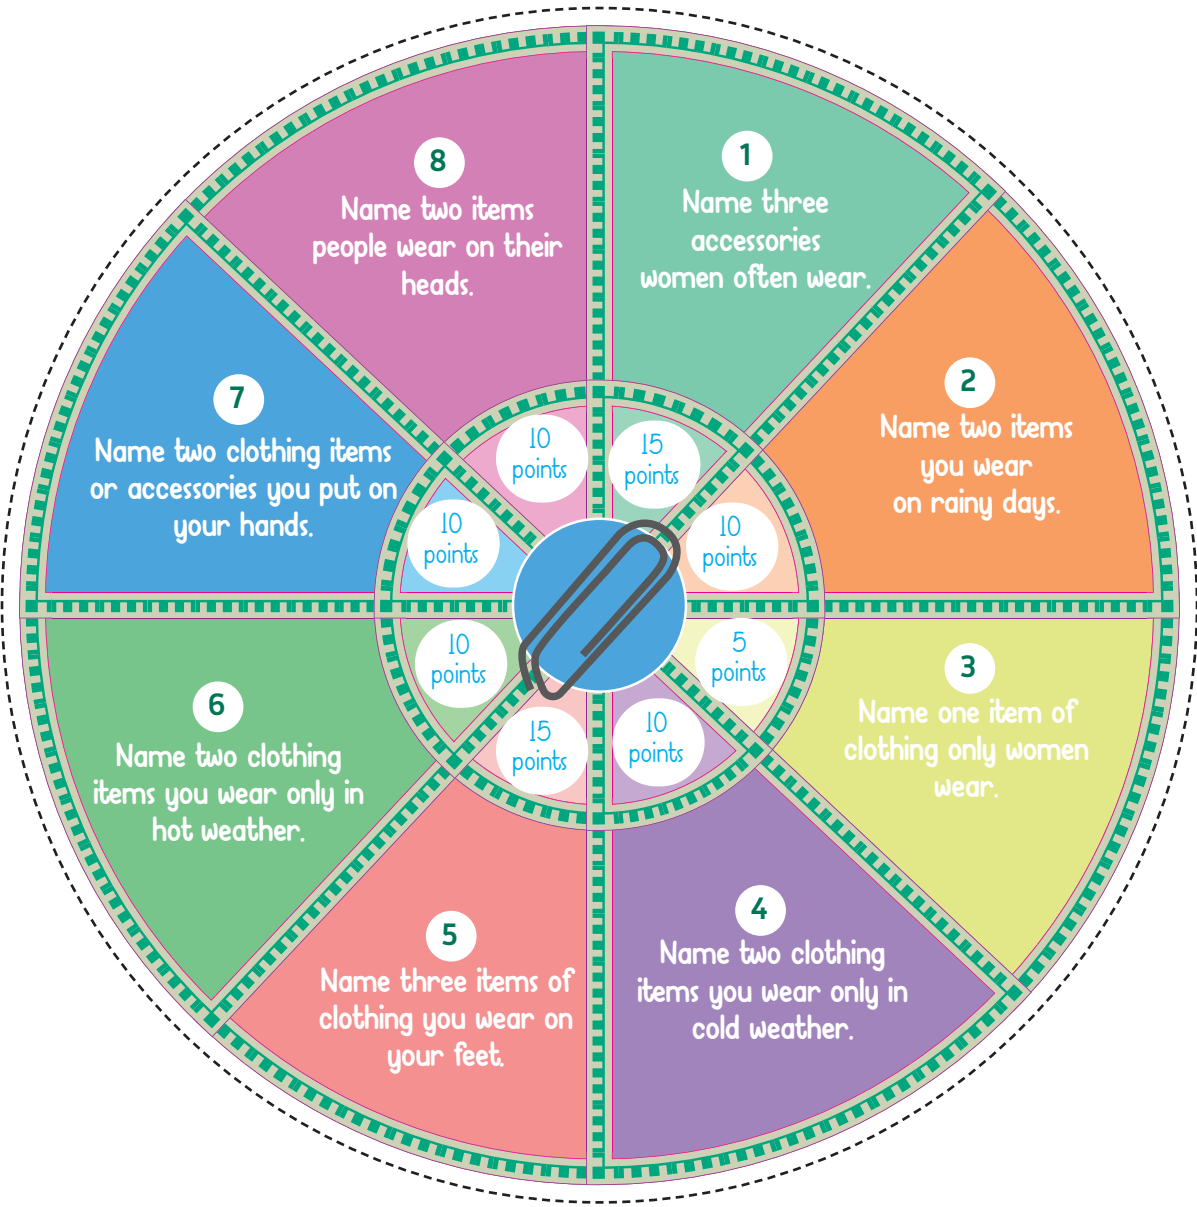 1
Name three
accessories
women often wear.
15
points
2
Name two items
you wear
on rainy days.
10
points
3
Name one item of
clothing only women
wear.
5
points
4
Name two clothing
items you wear only in
cold weather.
10
points
5
Name three items of
clothing you wear on
your feet.
15
points
6
Name two clothing
items you wear only in
hot weather.
10
points
7
Name two clothing items
or accessories you put on
your hands.
10
points
8
Name two items
people wear on their
heads.
10
points